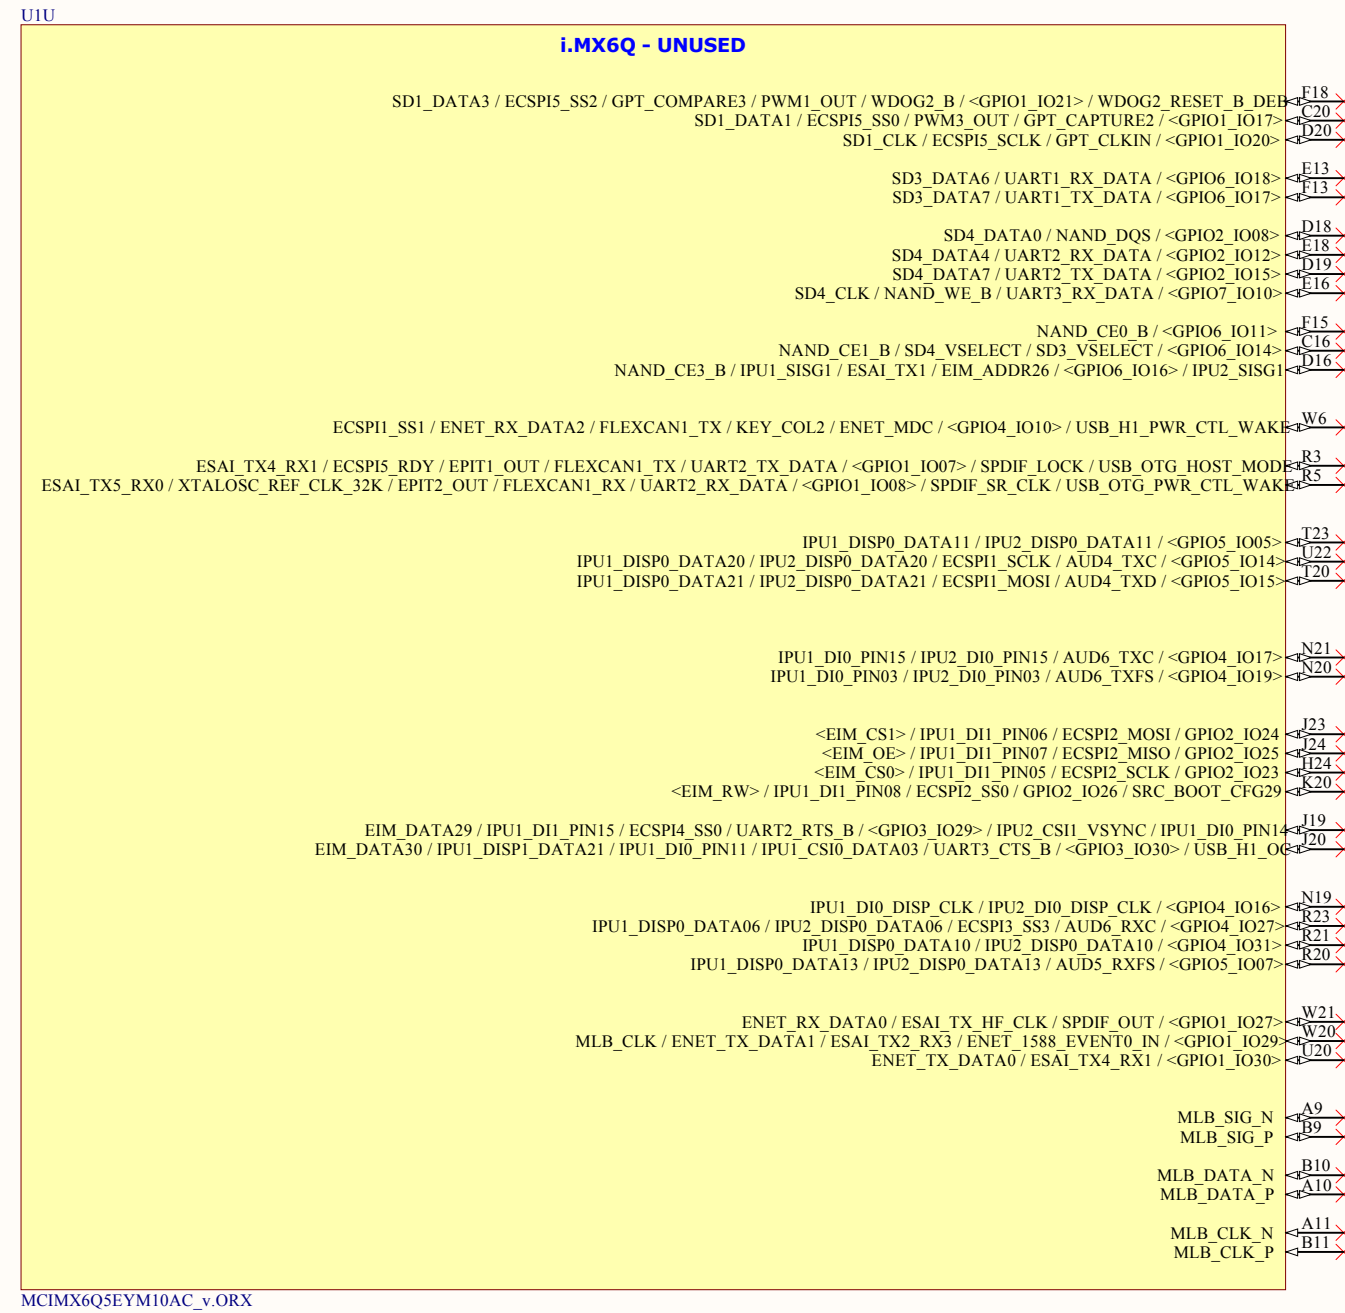 U1U
i.MX6Q - UNUSED
SD1_DATA3 / ECSPI5_SS2 / GPT_COMPARE3 / PWM1_OUT / WDOG2_B / <GPIO1_IO21> / WDOG2_RESET_B_DEB F18
SD1_DATA1 / ECSPI5_SS0 / PWM3_OUT / GPT_CAPTURE2 / <GPIO1_IO17> C20
SD1_CLK / ECSPI5_SCLK / GPT_CLKIN / <GPIO1_IO20> D20
SD3_DATA6 / UART1_RX_DATA / <GPIO6_IO18> E13
SD3_DATA7 / UART1_TX_DATA / <GPIO6_IO17> F13
SD4_DATA0 / NAND_DQS / <GPIO2_IO08> D18
SD4_DATA4 / UART2_RX_DATA / <GPIO2_IO12> E18
SD4_DATA7 / UART2_TX_DATA / <GPIO2_IO15> D19
SD4_CLK / NAND_WE_B / UART3_RX_DATA / <GPIO7_IO10> E16
NAND_CE0_B / <GPIO6_IO11> F15
NAND_CE1_B / SD4_VSELECT / SD3_VSELECT / <GPIO6_IO14> C16
NAND_CE3_B / IPU1_SISG1 / ESAI_TX1 / EIM_ADDR26 / <GPIO6_IO16> / IPU2_SISG1 D16
ECSPI1_SS1 / ENET_RX_DATA2 / FLEXCAN1_TX / KEY_COL2 / ENET_MDC / <GPIO4_IO10> / USB_H1_PWR_CTL_WAKE W6
ESAI_TX4_RX1 / ECSPI5_RDY / EPIT1_OUT / FLEXCAN1_TX / UART2_TX_DATA / <GPIO1_IO07> / SPDIF_LOCK / USB_OTG_HOST_MODE R3
ESAI_TX5_RX0 / XTALOSC_REF_CLK_32K / EPIT2_OUT / FLEXCAN1_RX / UART2_RX_DATA / <GPIO1_IO08> / SPDIF_SR_CLK / USB_OTG_PWR_CTL_WAKE R5
IPU1_DISP0_DATA11 / IPU2_DISP0_DATA11 / <GPIO5_IO05> T23
IPU1_DISP0_DATA20 / IPU2_DISP0_DATA20 / ECSPI1_SCLK / AUD4_TXC / <GPIO5_IO14> U22
IPU1_DISP0_DATA21 / IPU2_DISP0_DATA21 / ECSPI1_MOSI / AUD4_TXD / <GPIO5_IO15> T20
IPU1_DI0_PIN15 / IPU2_DI0_PIN15 / AUD6_TXC / <GPIO4_IO17> N21
IPU1_DI0_PIN03 / IPU2_DI0_PIN03 / AUD6_TXFS / <GPIO4_IO19> N20
<EIM_CS1> / IPU1_DI1_PIN06 / ECSPI2_MOSI / GPIO2_IO24 J23
<EIM_OE> / IPU1_DI1_PIN07 / ECSPI2_MISO / GPIO2_IO25 J24
<EIM_CS0> / IPU1_DI1_PIN05 / ECSPI2_SCLK / GPIO2_IO23 H24
<EIM_RW> / IPU1_DI1_PIN08 / ECSPI2_SS0 / GPIO2_IO26 / SRC_BOOT_CFG29 K20
EIM_DATA29 / IPU1_DI1_PIN15 / ECSPI4_SS0 / UART2_RTS_B / <GPIO3_IO29> / IPU2_CSI1_VSYNC / IPU1_DI0_PIN14 J19
EIM_DATA30 / IPU1_DISP1_DATA21 / IPU1_DI0_PIN11 / IPU1_CSI0_DATA03 / UART3_CTS_B / <GPIO3_IO30> / USB_H1_OC J20
IPU1_DI0_DISP_CLK / IPU2_DI0_DISP_CLK / <GPIO4_IO16> N19
IPU1_DISP0_DATA06 / IPU2_DISP0_DATA06 / ECSPI3_SS3 / AUD6_RXC / <GPIO4_IO27> R23
IPU1_DISP0_DATA10 / IPU2_DISP0_DATA10 / <GPIO4_IO31> R21
IPU1_DISP0_DATA13 / IPU2_DISP0_DATA13 / AUD5_RXFS / <GPIO5_IO07> R20
ENET_RX_DATA0 / ESAI_TX_HF_CLK / SPDIF_OUT / <GPIO1_IO27> W21
MLB_CLK / ENET_TX_DATA1 / ESAI_TX2_RX3 / ENET_1588_EVENT0_IN / <GPIO1_IO29> W20
ENET_TX_DATA0 / ESAI_TX4_RX1 / <GPIO1_IO30> U20
MLB_SIG_N A9
MLB_SIG_P B9
MLB_DATA_N B10
MLB_DATA_P A10
MLB_CLK_N A11
MLB_CLK_P B11
MCIMX6Q5EYM10AC_v.ORX